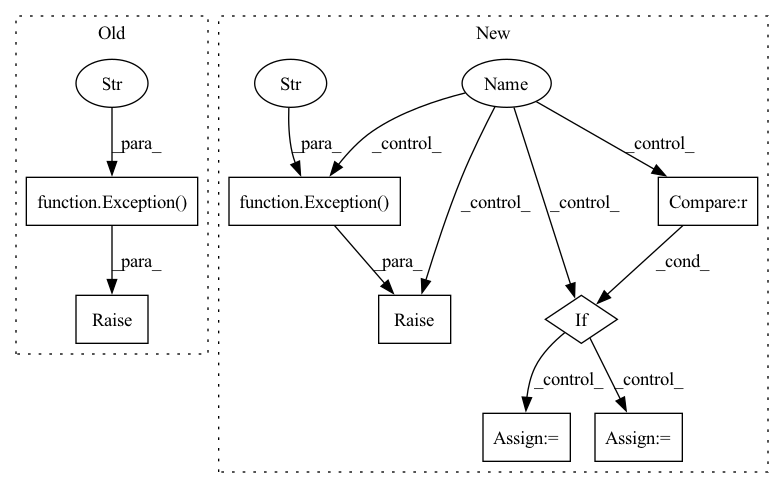 Old
New
Str
Str
Name
_para_
_para_
_control_
_control_
function.Exception()
function.Exception()
Compare:r
_control_
_control_
_para_
_para_
_cond_
Raise
Raise
If
_control_
_control_
Assign:=
Assign:=